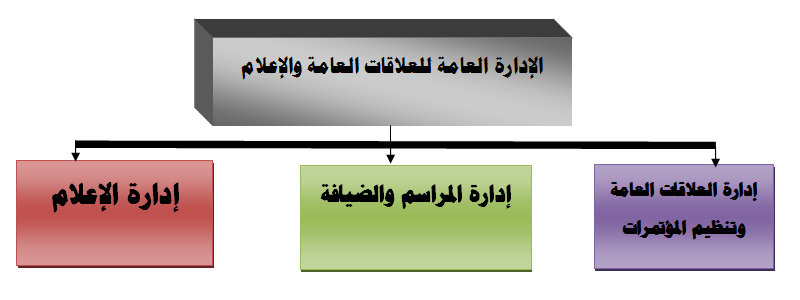 الإدارة العامة للعلاقات العامة والإعلام
إدارة العلاقات العامة
وتنظيم المؤتمرات
إدارة المراسم والضيافة
إدارة الإعلام